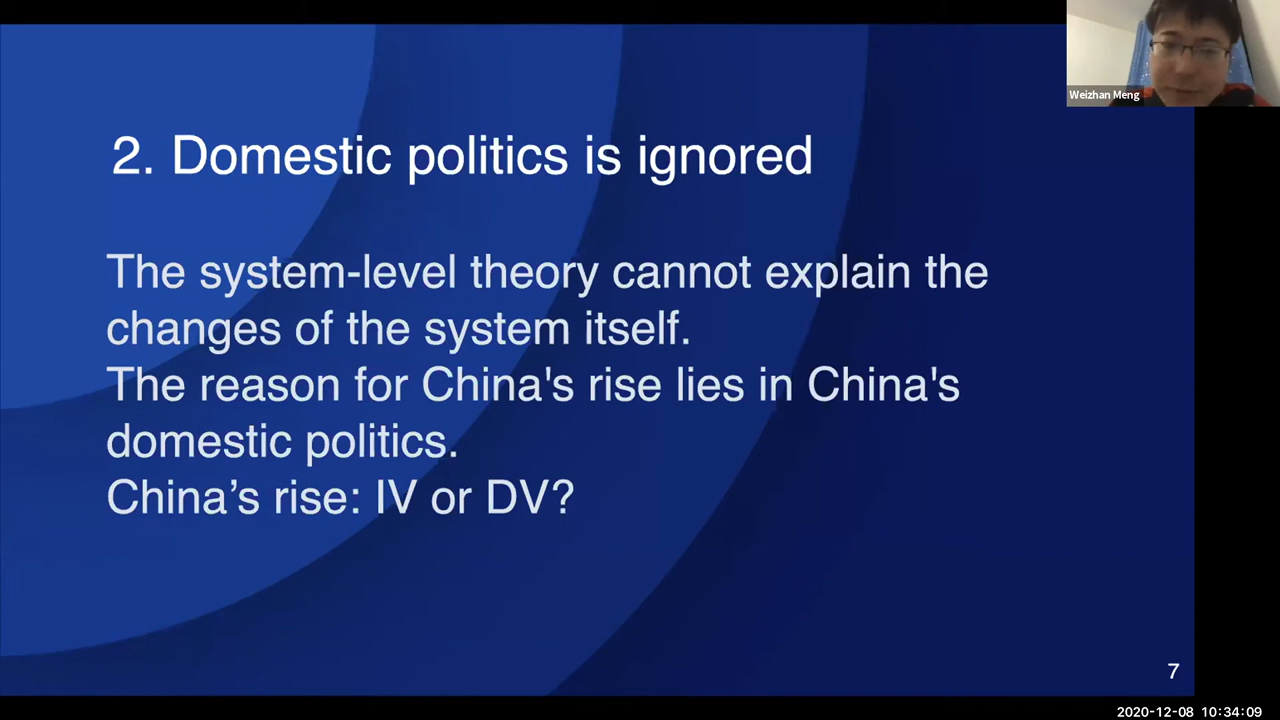 Weizhan Meng
2. Domestic politics is ignored
The system-level theory cannot explain the
changes of the system itself.
The reason for China's rise lies in China's
domestic politics.
China’s rise: IV or DV?
7
2020-12-08 10:34:09